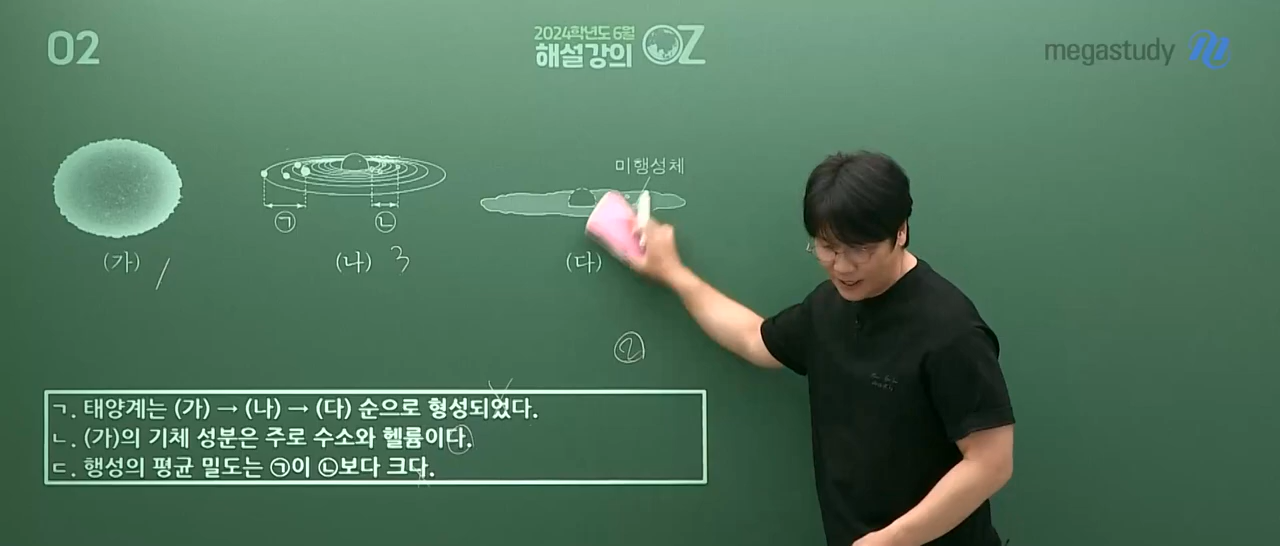 02
2024학년도 6월
해설강의 OZ
megastudy
미행성체
㉠
㉡
(가) /
(나) 3
(다)
②
ㄱ. 태양계는 (가) → (나) → (다) 순으로 형성되었다.
ㄴ. (가)의 기체 성분은 주로 수소와 헬륨이다.
ㄷ. 행성의 평균 밀도는 ㉠이 ㉡보다 크다.